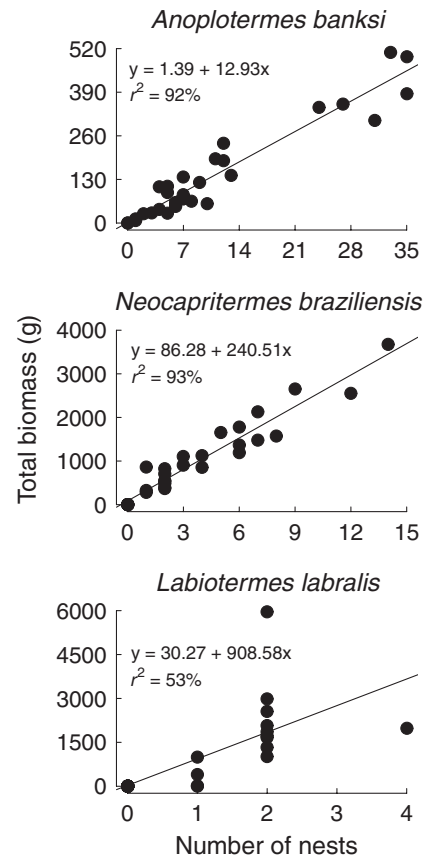 Anoplotermes banksi
520
390
260
130
0
y = 1.39 + 12.93x
r² = 92%
0 7 14 21 28 35
Neocapritermes braziliensis
Total biomass (g)
4000
3000
2000
1000
0
y = 86.28 + 240.51x
r² = 93%
0 3 6 9 12 15
Labiotermes labralis
6000
4500
3000
1500
0
y = 30.27 + 908.58x
r² = 53%
0 1 2 3 4
Number of nests